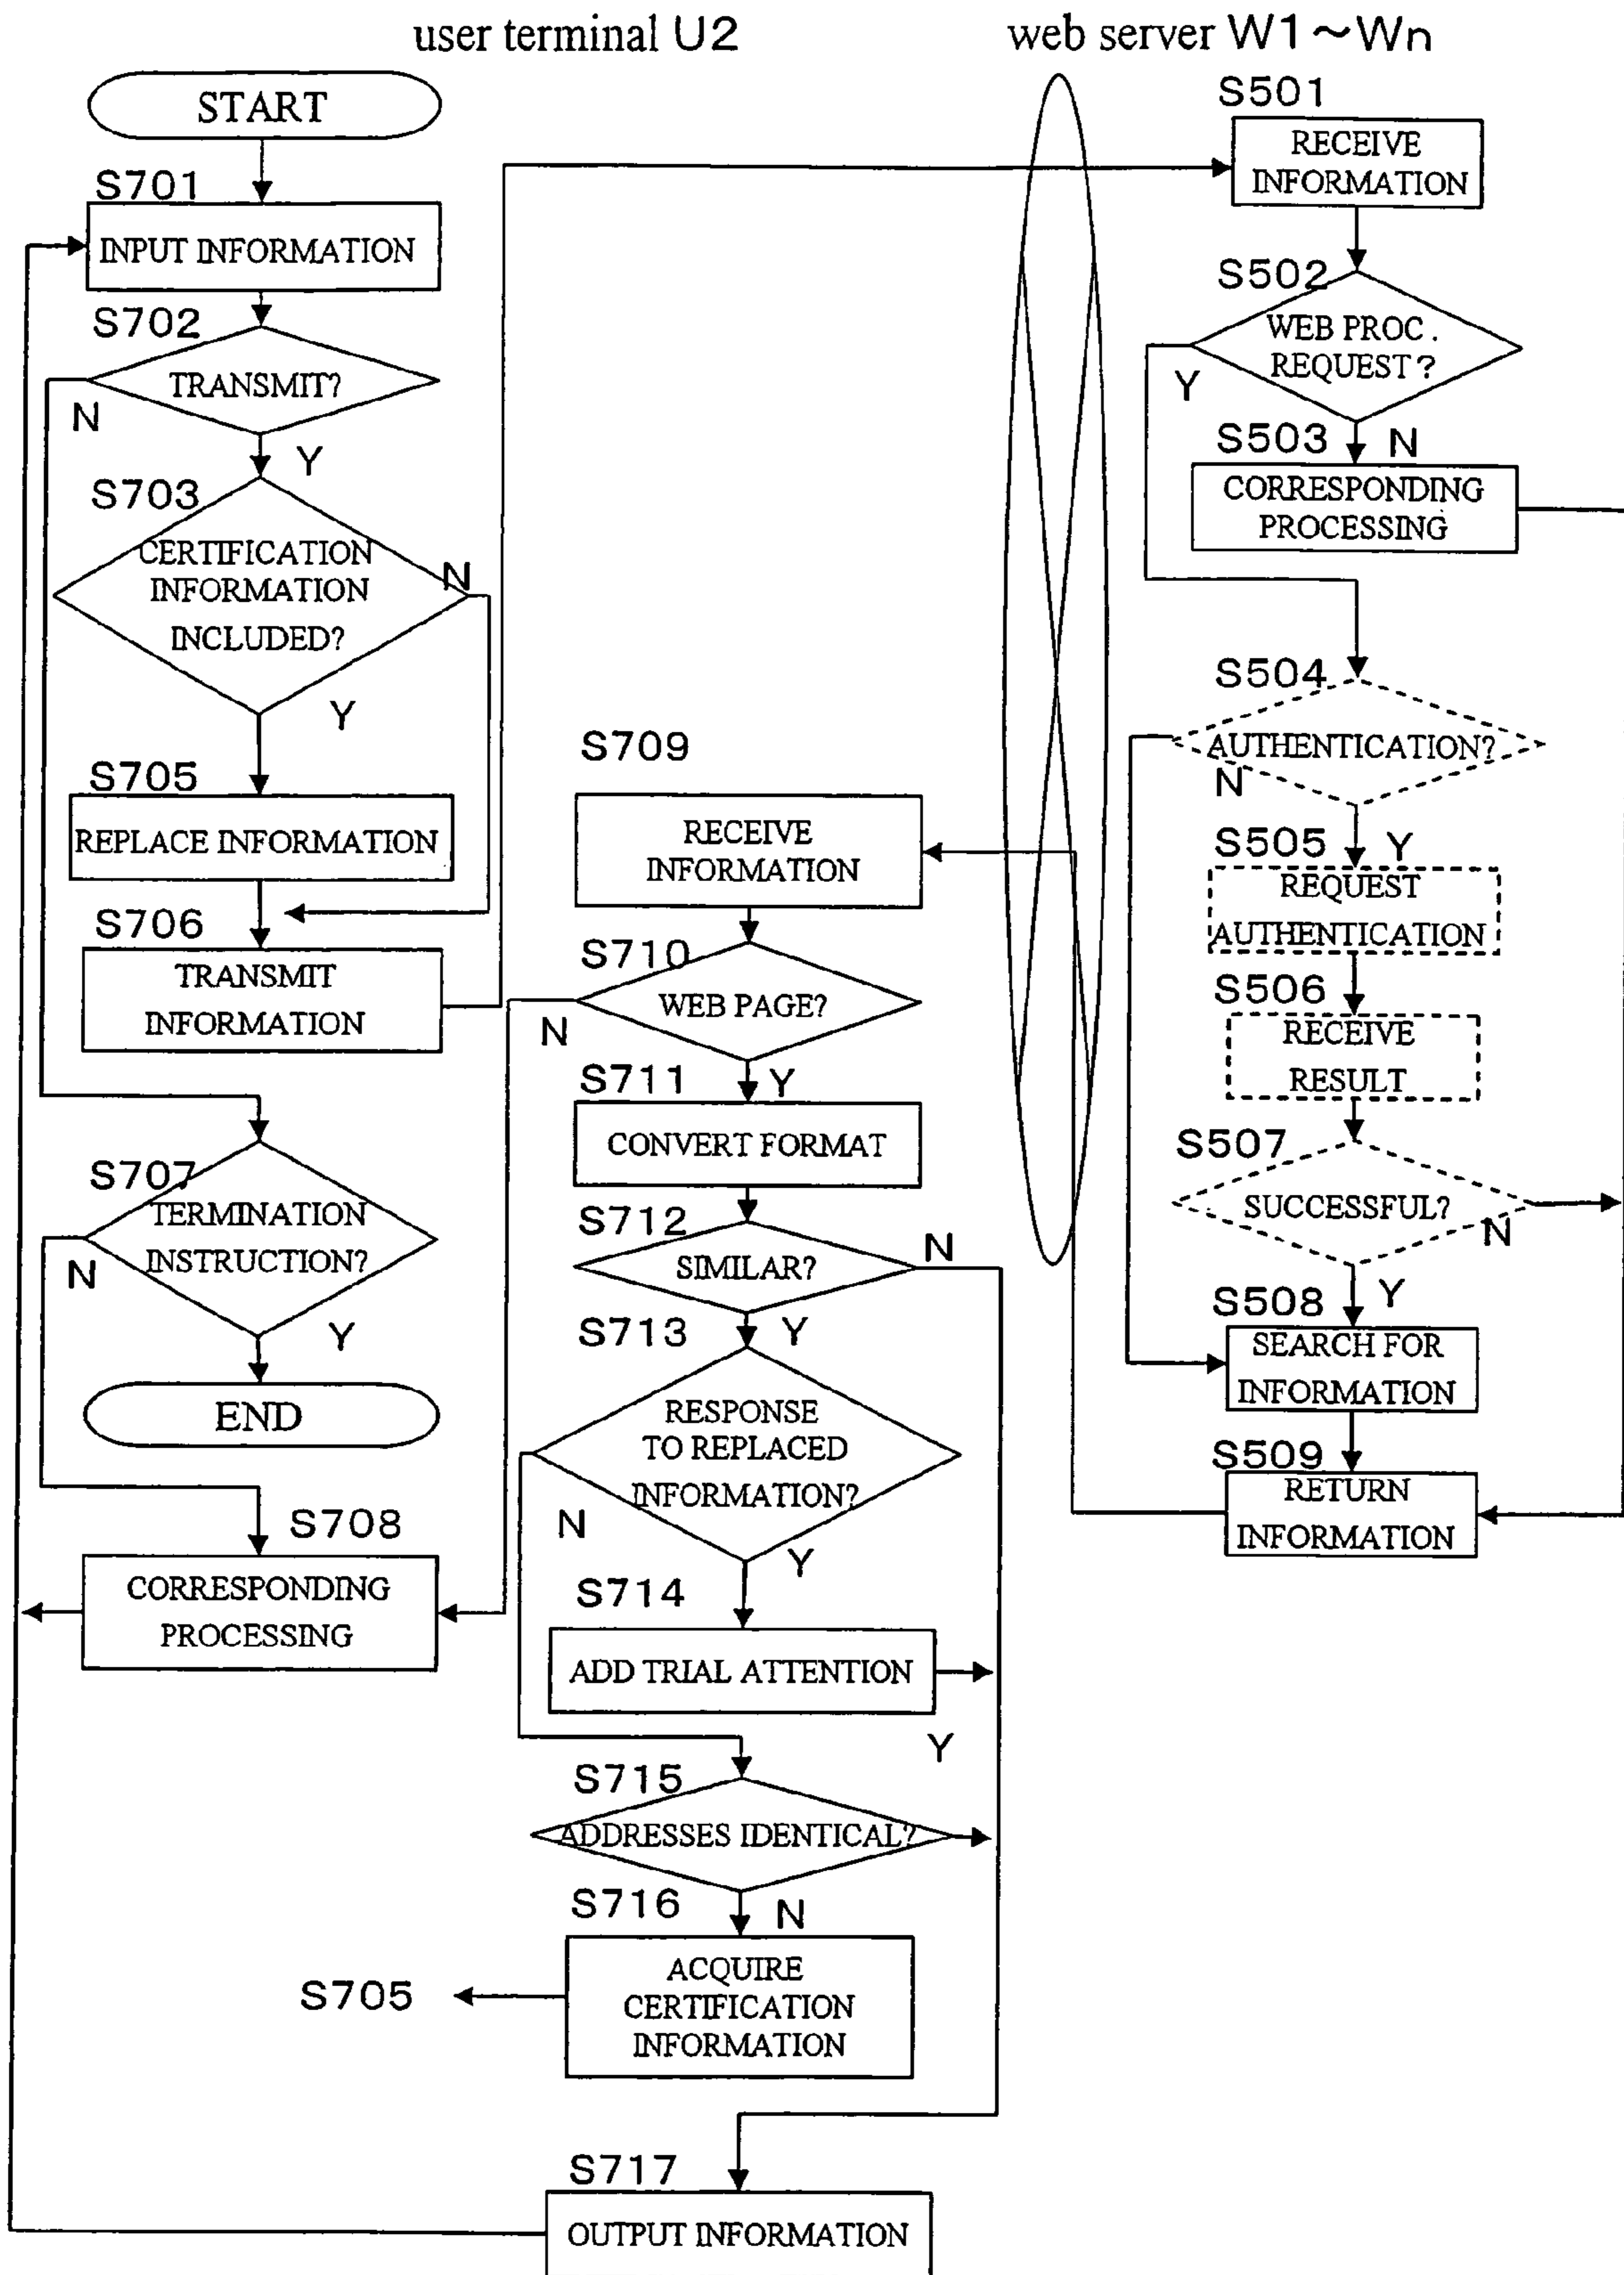 user terminal U2
web server W1~Wn
START
S701
INPUT INFORMATION
S702
TRANSMIT?
N
Y
S703
CERTIFICATION
INFORMATION
INCLUDED?
N
Y
S705
REPLACE INFORMATION
S706
TRANSMIT
INFORMATION
S707
TERMINATION
INSTRUCTION?
N
Y
END
S708
CORRESPONDING
PROCESSING
S709
RECEIVE
INFORMATION
S710
WEB PAGE?
N
Y
S711
CONVERT FORMAT
S712
SIMILAR?
N
Y
S713
RESPONSE
TO REPLACED
INFORMATION?
N
Y
S714
ADD TRIAL ATTENTION
Y
S715
ADDRESSES IDENTICAL?
S716
N
ACQUIRE
CERTIFICATION
INFORMATION
S705
S717
OUTPUT INFORMATION
S501
RECEIVE
INFORMATION
S502
WEB PROC.
REQUEST?
Y
S503
N
CORRESPONDING
PROCESSING
S504
AUTHENTICATION?
N
S505
Y
REQUEST
AUTHENTICATION
S506
RECEIVE
RESULT
S507
SUCCESSFUL?
N
Y
S508
SEARCH FOR
INFORMATION
S509
RETURN
INFORMATION